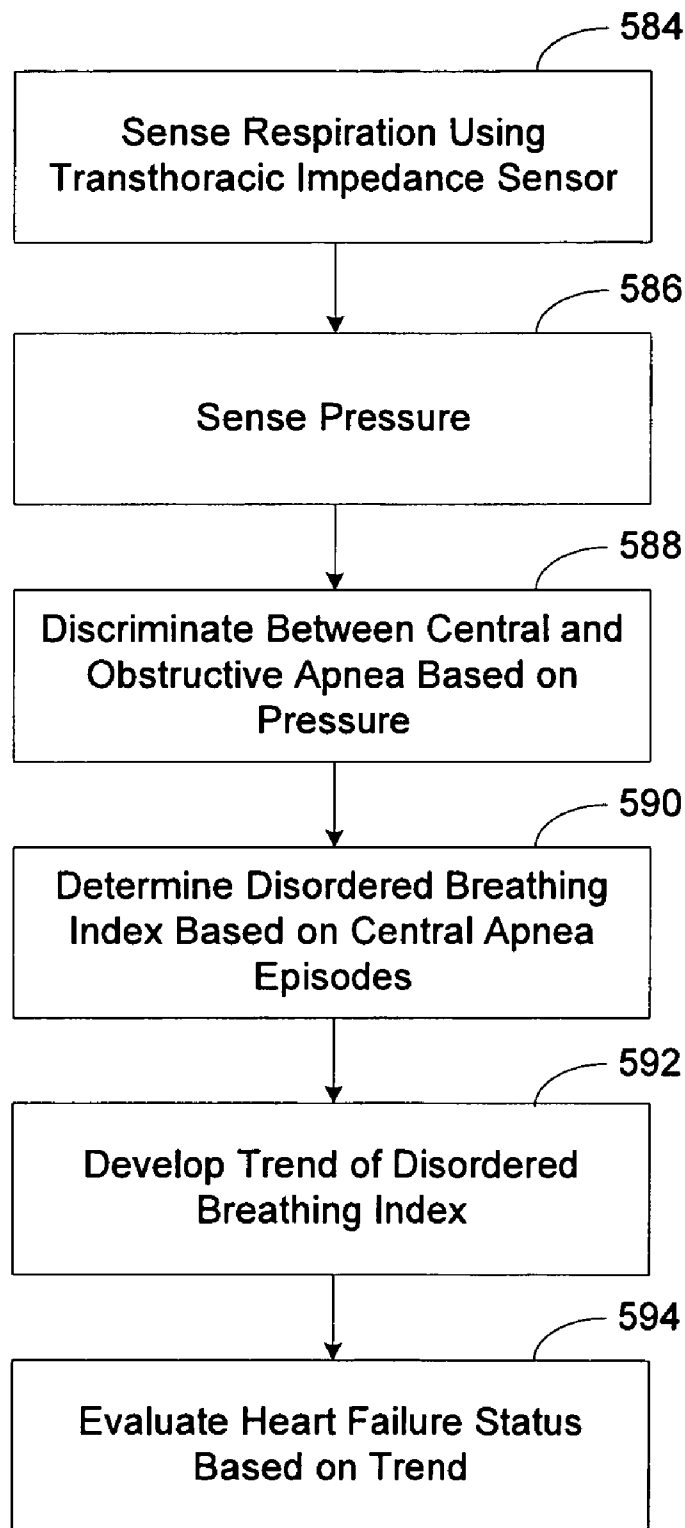 584
Sense Respiration Using
Transthoracic Impedance Sensor
586
Sense Pressure
588
Discriminate Between Central and
Obstructive Apnea Based on
Pressure
590
Determine Disordered Breathing
Index Based on Central Apnea
Episodes
592
Develop Trend of Disordered
Breathing Index
594
Evaluate Heart Failure Status
Based on Trend